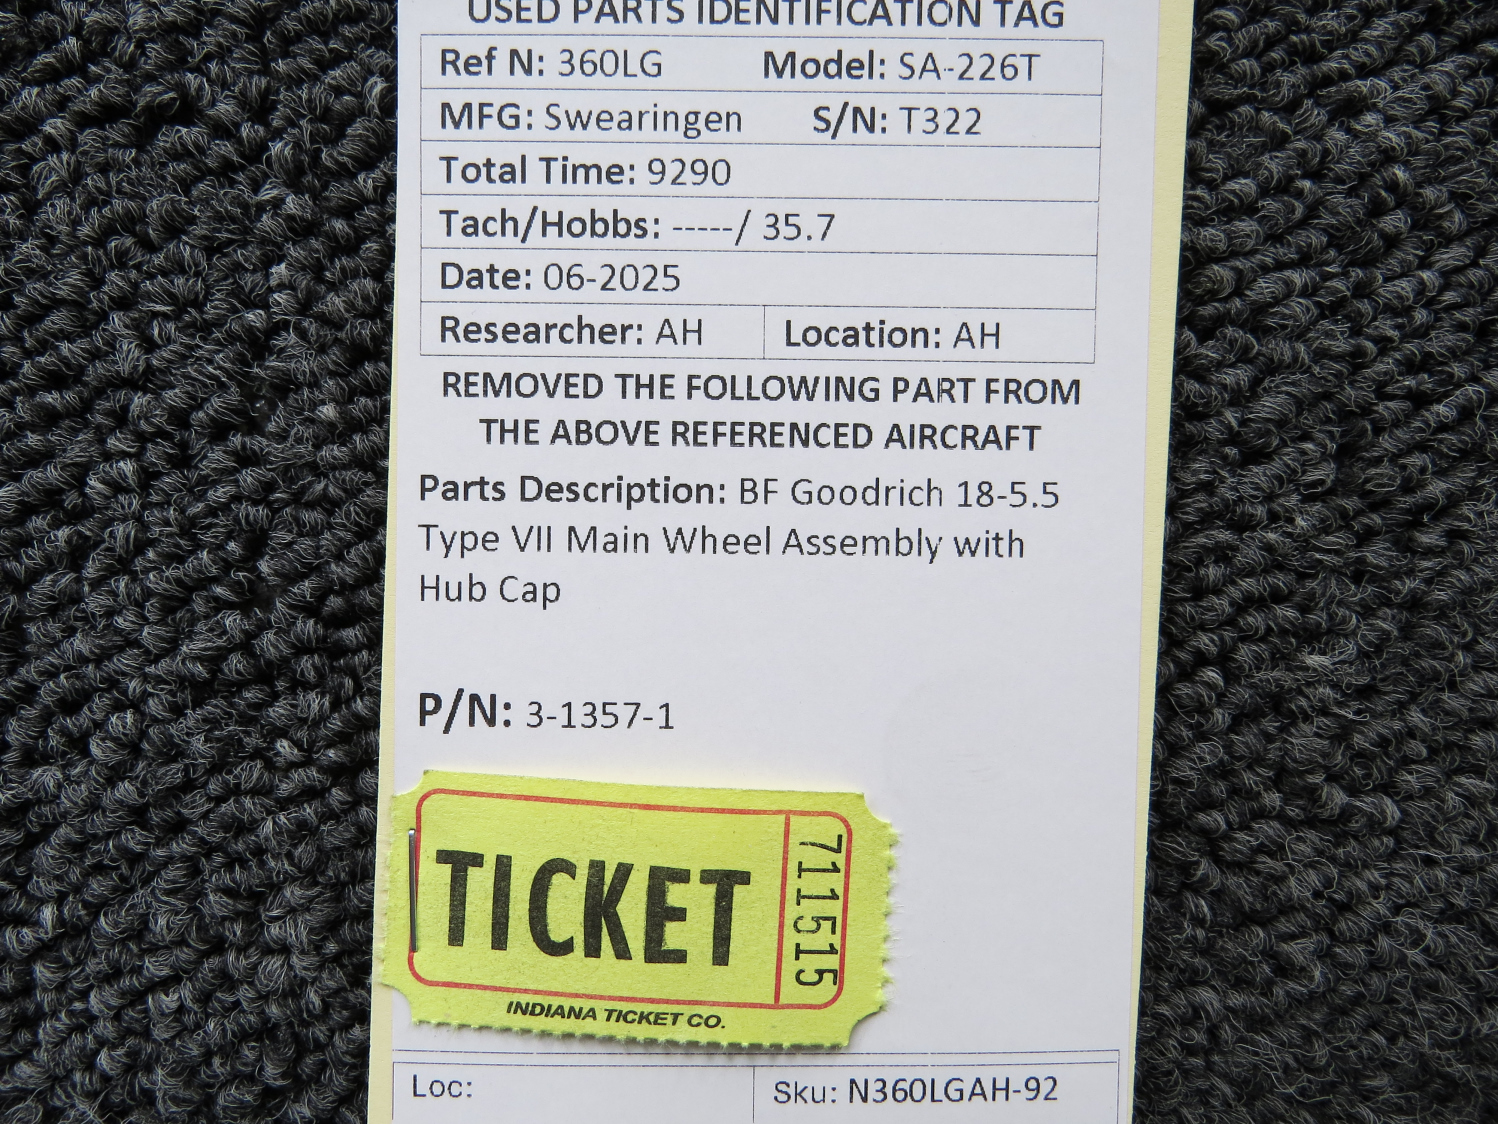 USED PARTS IDENTIFICATION TAG
Ref N: 360LG Model: SA-226T
MFG: Swearingen S/N: T322
Total Time: 9290
Tach/Hobbs: -----/ 35.7
Date: 06-2025
Researcher: AH Location: AH
REMOVED THE FOLLOWING PART FROM
THE ABOVE REFERENCED AIRCRAFT
Parts Description: BF Goodrich 18-5.5
Type VII Main Wheel Assembly with
Hub Cap
P/N: 3-1357-1
TICKET
711515
INDIANA TICKET CO.
Loc: Sku: N360LGAH-92